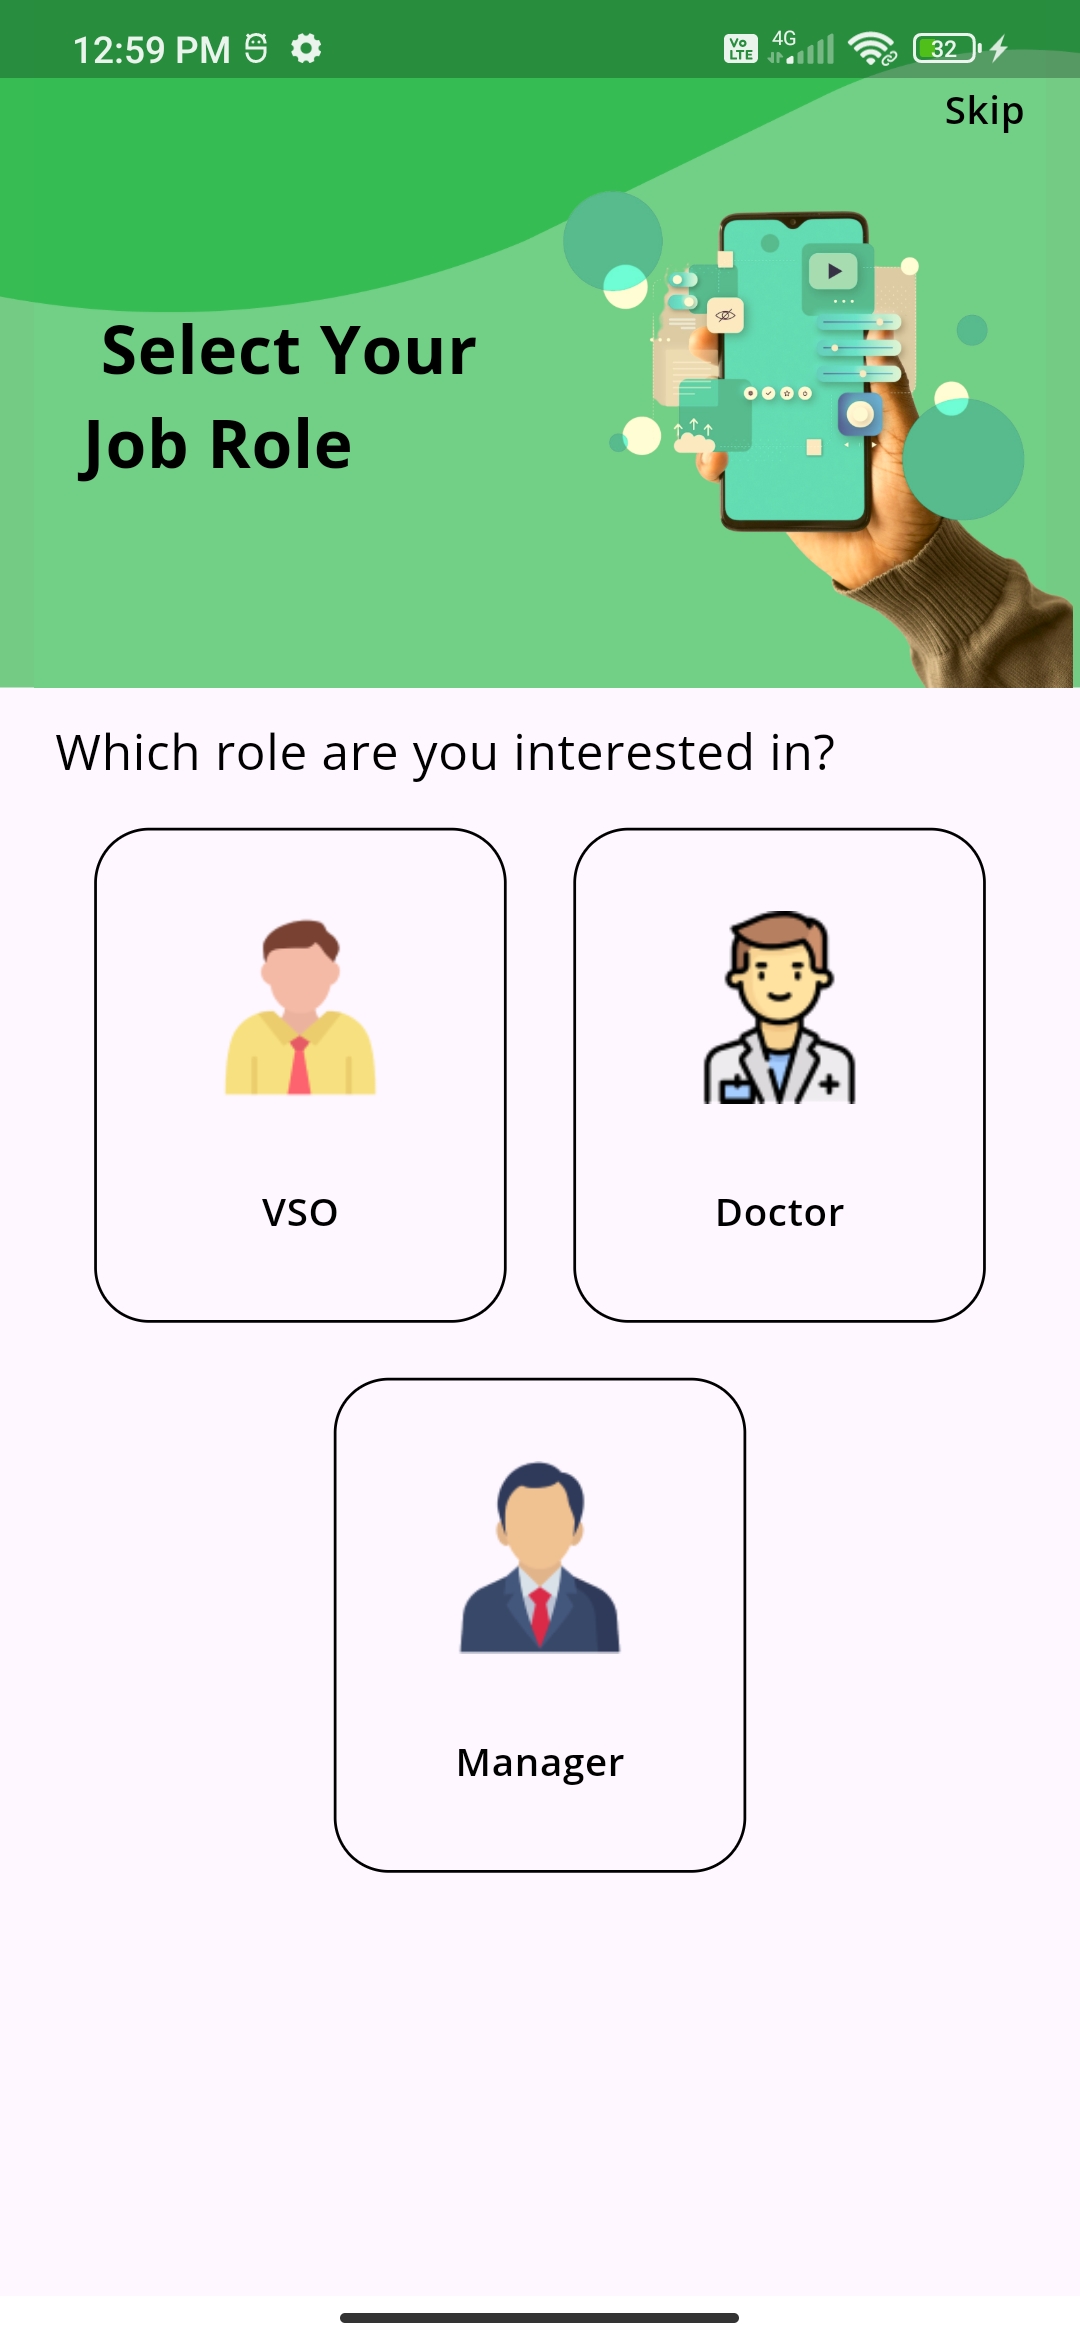 12:59 PM
Vo
LTE
4G
32
Skip
Select Your
Job Role
Which role are you interested in?
VSO
Doctor
Manager